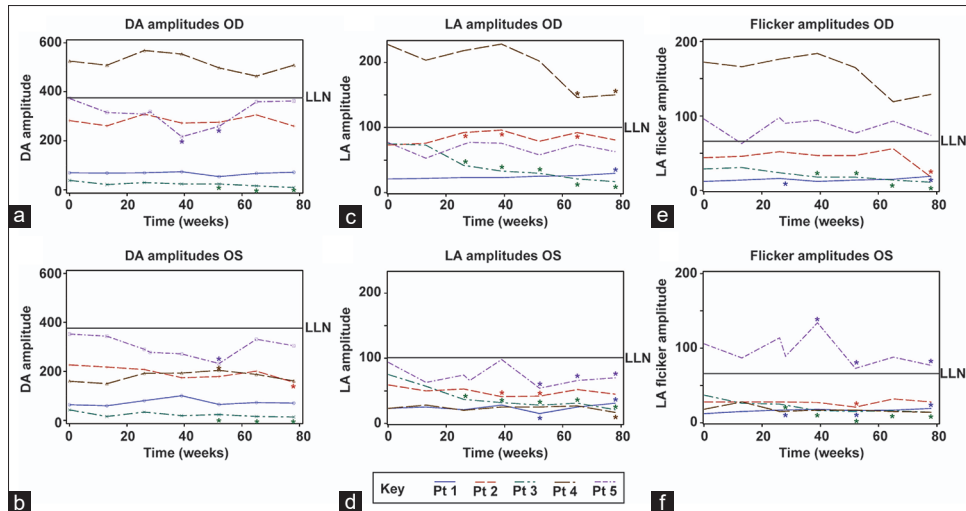 DA amplitudes OD
600
400
200
0
DA amplitude
LLN
0 20 40 60 80
Time (weeks)
a
LA amplitudes OD
200
100
0
LA amplitude
LLN
0 20 40 60 80
Time (weeks)
c
Flicker amplitudes OD
200
100
0
LA flicker amplitude
LLN
0 20 40 60 80
Time (weeks)
e
DA amplitudes OS
600
400
200
0
DA amplitude
LLN
0 20 40 60 80
Time (weeks)
b
LA amplitudes OS
200
100
0
LA amplitude
LLN
0 20 40 60 80
Time (weeks)
d
Flicker amplitudes OS
200
100
0
LA flciker amplitude
LLN
0 20 40 60 80
Time (weeks)
f
Key Pt 1 Pt 2 Pt 3 Pt 4 Pt 5